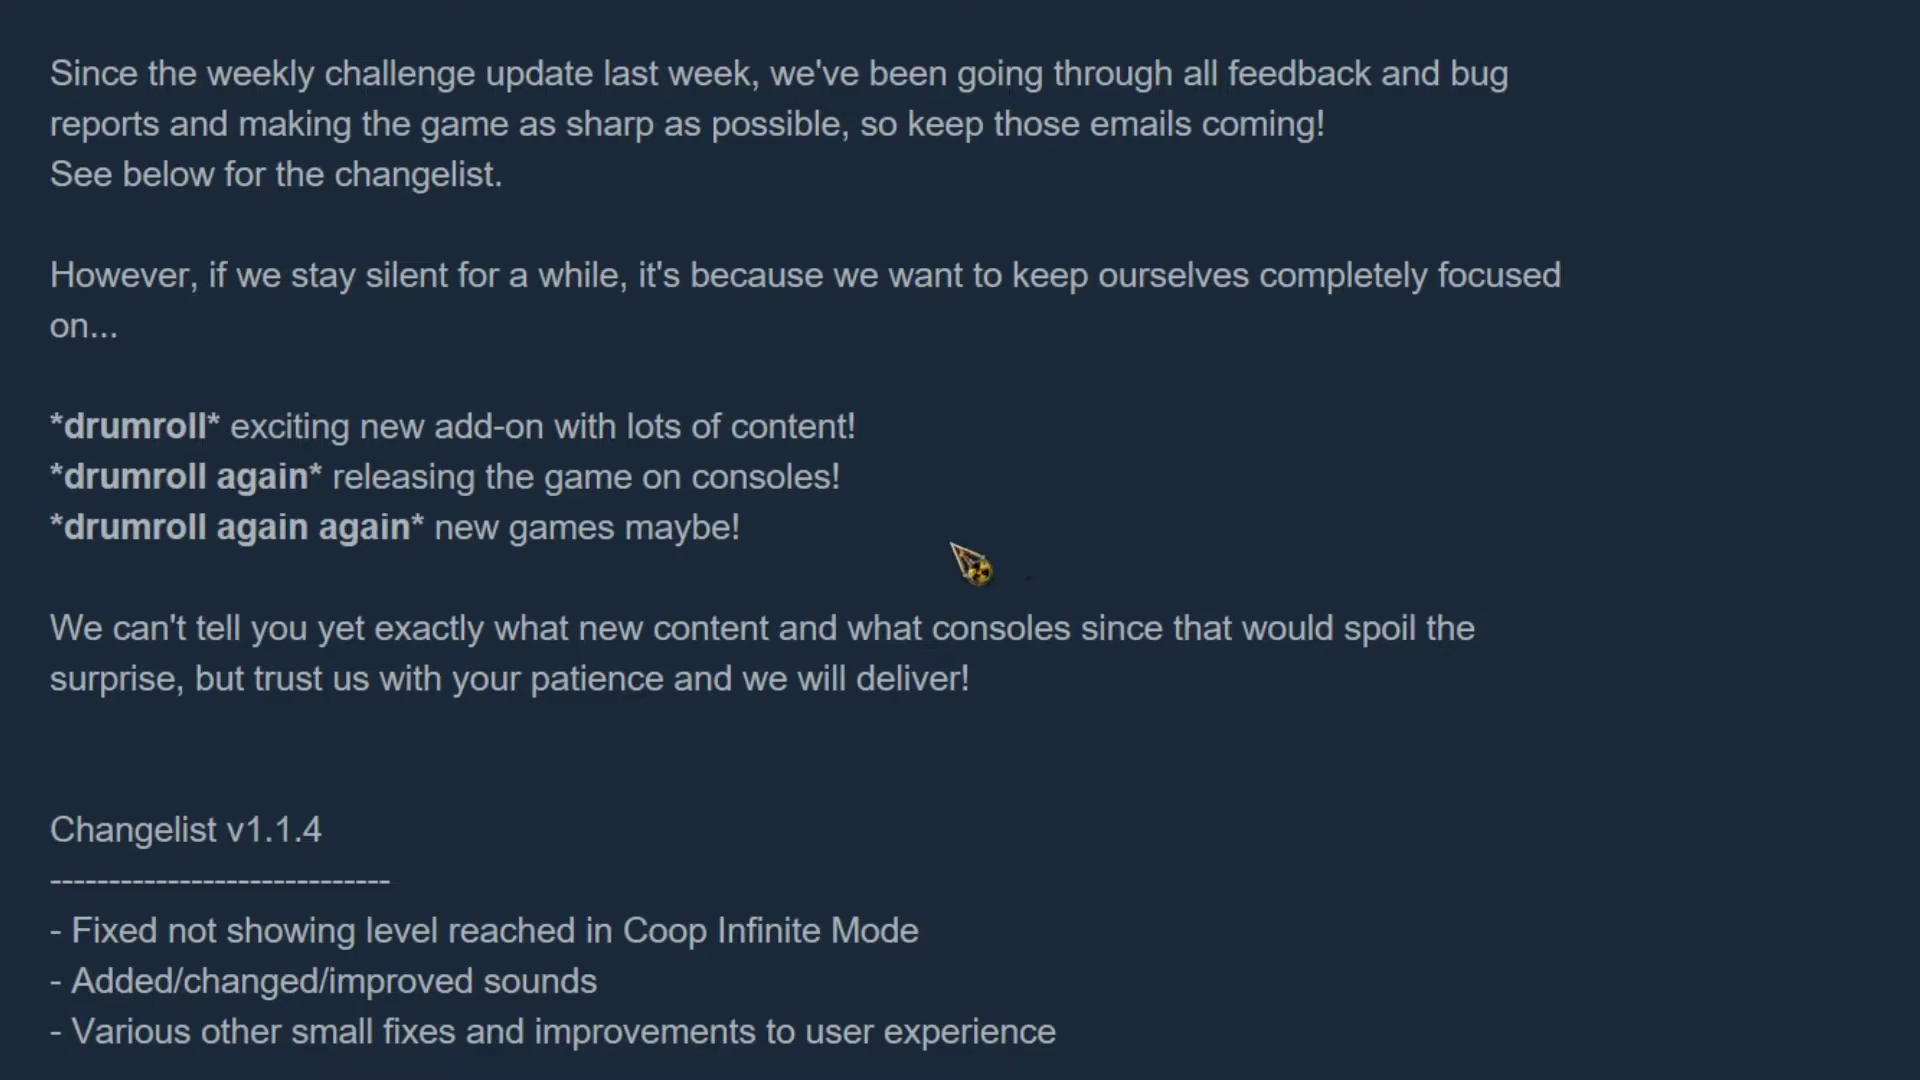 Since the weekly challenge update last week, we've been going through all feedback and bug
reports and making the game as sharp as possible, so keep those emails coming!
See below for the changelist.
However, if we stay silent for a while, it's because we want to keep ourselves completely focused
on...
*drumroll* exciting new add-on with lots of content!
*drumroll again* releasing the game on consoles!
*drumroll again again* new games maybe!
We can't tell you yet exactly what new content and what consoles since that would spoil the
surprise, but trust us with your patience and we will deliver!
Changelist v1.1.4
-----------------------------
- Fixed not showing level reached in Coop Infinite Mode
- Added/changed/improved sounds
- Various other small fixes and improvements to user experience